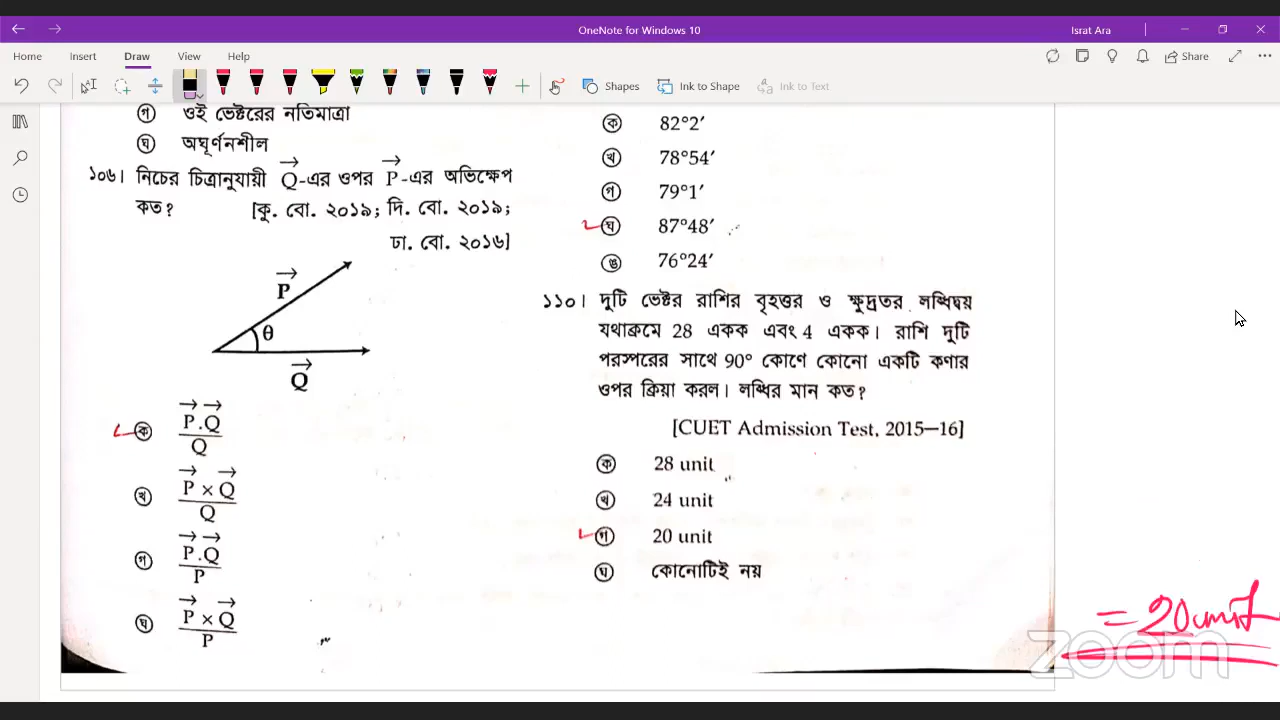 OneNote for Windows 10
Israt Ara
Home Insert Draw View Help
Share
Shapes
Ink to Shape
Ink to Text
গ ওই ভেক্টরের নতিমাত্রা
ঘ অঘূর্ণনশীল
১০৬। নিচের চিত্রানুযায়ী Q⃗-এর ওপর P⃗-এর অভিক্ষেপ
কত? [কু. বো. ২০১৯; দি. বো. ২০১৯;
ঢা. বো. ২০১৬]
P⃗
θ
Q⃗
ক P⃗.Q⃗/Q
খ P⃗×Q⃗/Q
গ P⃗.Q⃗/P
ঘ P⃗×Q⃗/P
ক 82°2′
খ 78°54′
গ 79°1′
ঘ 87°48′
ঙ 76°24′
১১০। দুটি ভেক্টর রাশির বৃহত্তর ও ক্ষুদ্রতর লব্ধিদ্বয়
যথাক্রমে 28 একক এবং 4 একক। রাশি দুটি
পরস্পরের সাথে 90° কোণে কোনো একটি কণার
ওপর ক্রিয়া করল। লব্ধির মান কত?
[CUET Admission Test, 2015–16]
ক 28 unit
খ 24 unit
গ 20 unit
ঘ কোনোটিই নয়
= 20 unit
zoom